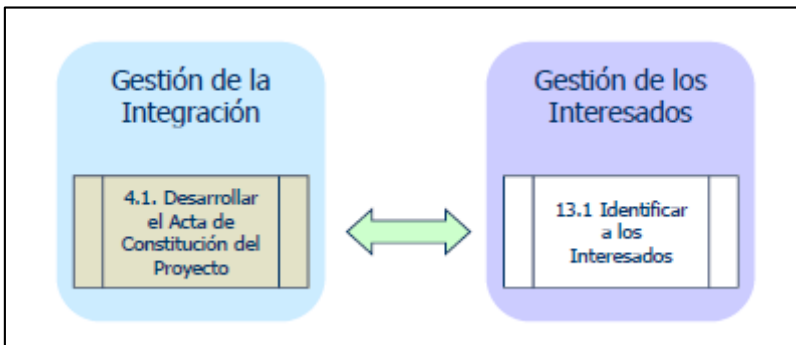 Gestión de la
Integración
4.1. Desarrollar
el Acta de
Constitución del
Proyecto
Gestión de los
Interesados
13.1 Identificar
a los
Interesados